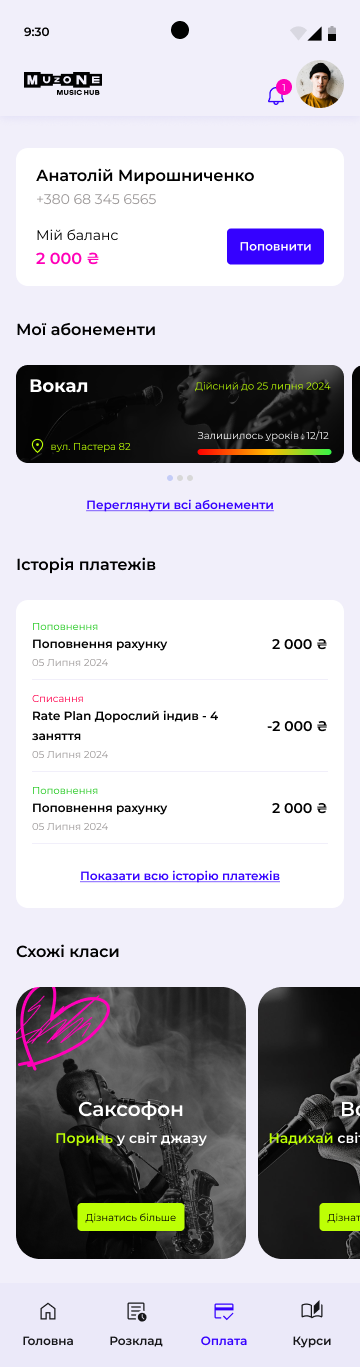 9:30
MUZONE
MUSIC HUB
1
Анатолій Мирошниченко
+380 68 345 6565
Мій баланс
2 000 ₴
Поповнити
Мої абонементи
Вокал
Дійсний до 25 липня 2024
вул. Пастера 82
Залишилось уроків 12/12
Переглянути всі абонементи
Історія платежів
Поповнення
Поповнення рахунку
2 000 ₴
05 Липня 2024
Списання
Rate Plan Дорослий індив - 4
заняття
-2 000 ₴
05 Липня 2024
Поповнення
Поповнення рахунку
2 000 ₴
05 Липня 2024
Показати всю історію платежів
Схожі класи
Саксофон
Поринь у світ джазу
Дізнатись більше
Во
Надихай сві
Дізнат
Головна
Розклад
Оплата
Курси